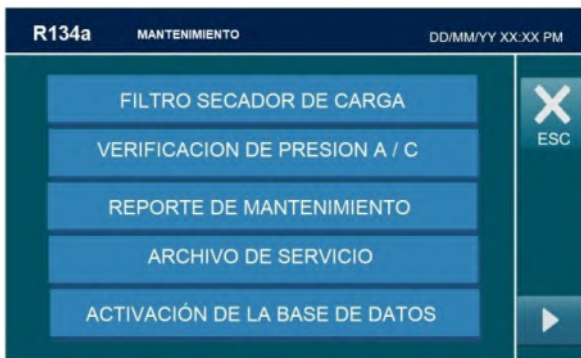 R134a MANTENIMIENTO DD/MM/YY XX:XX PM
FILTRO SECADOR DE CARGA
VERIFICACION DE PRESION A / C
ESC
REPORTE DE MANTENIMIENTO
ARCHIVO DE SERVICIO
ACTIVACIÓN DE LA BASE DE DATOS